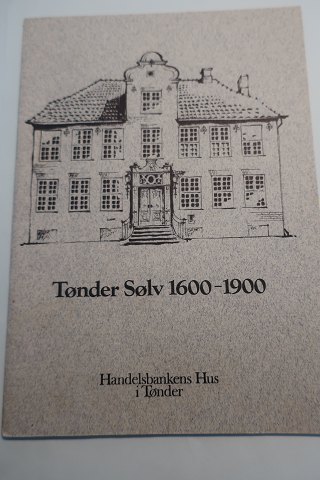 Tønder Sølv 1600-1900
Handelsbankens Hus
i Tønder